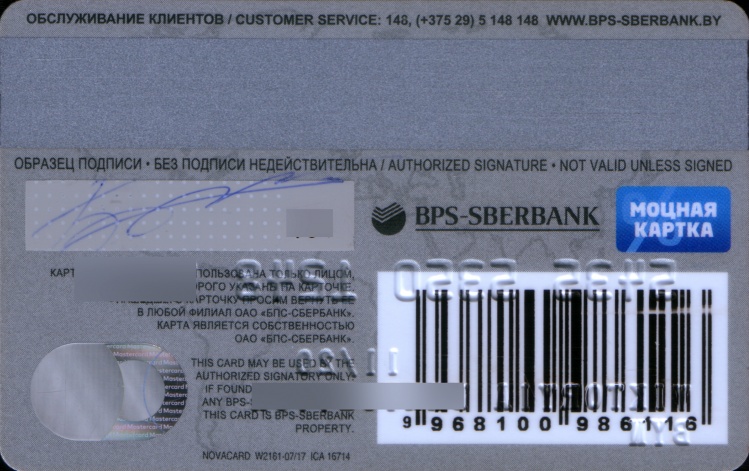 ОБСЛУЖИВАНИЕ КЛИЕНТОВ / CUSTOMER SERVICE: 148, (+375 29) 5 148 148 WWW.BPS-SBERBANK.BY
ОБРАЗЕЦ ПОДПИСИ • БЕЗ ПОДПИСИ НЕДЕЙСТВИТЕЛЬНА / AUTHORIZED SIGNATURE • NOT VALID UNLESS SIGNED
BPS-SBERBANK
МОЦНАЯ
КАРТКА
ТОЛЬКО ЛИЦОМ,
УКАЗАНЫ НА КАРТОЧКЕ.
КАРТОЧКУ ПРОСИМ ВЕРНУТЬ ЕЕ
В ЛЮБОЙ ФИЛИАЛ ОАО «БПС-СБЕРБАНК».
КАРТА ЯВЛЯЕТСЯ СОБСТВЕННОСТЬЮ
ОАО «БПС-СБЕРБАНК».
THIS CARD MAY BE USED BY THE
AUTHORIZED SIGNATORY ONLY.
IF FOUND
ANY BPS-
THIS CARD IS BPS-SBERBANK
PROPERTY.
9 968100 986116
NOVACARD W2161-07/17 ICA 16714